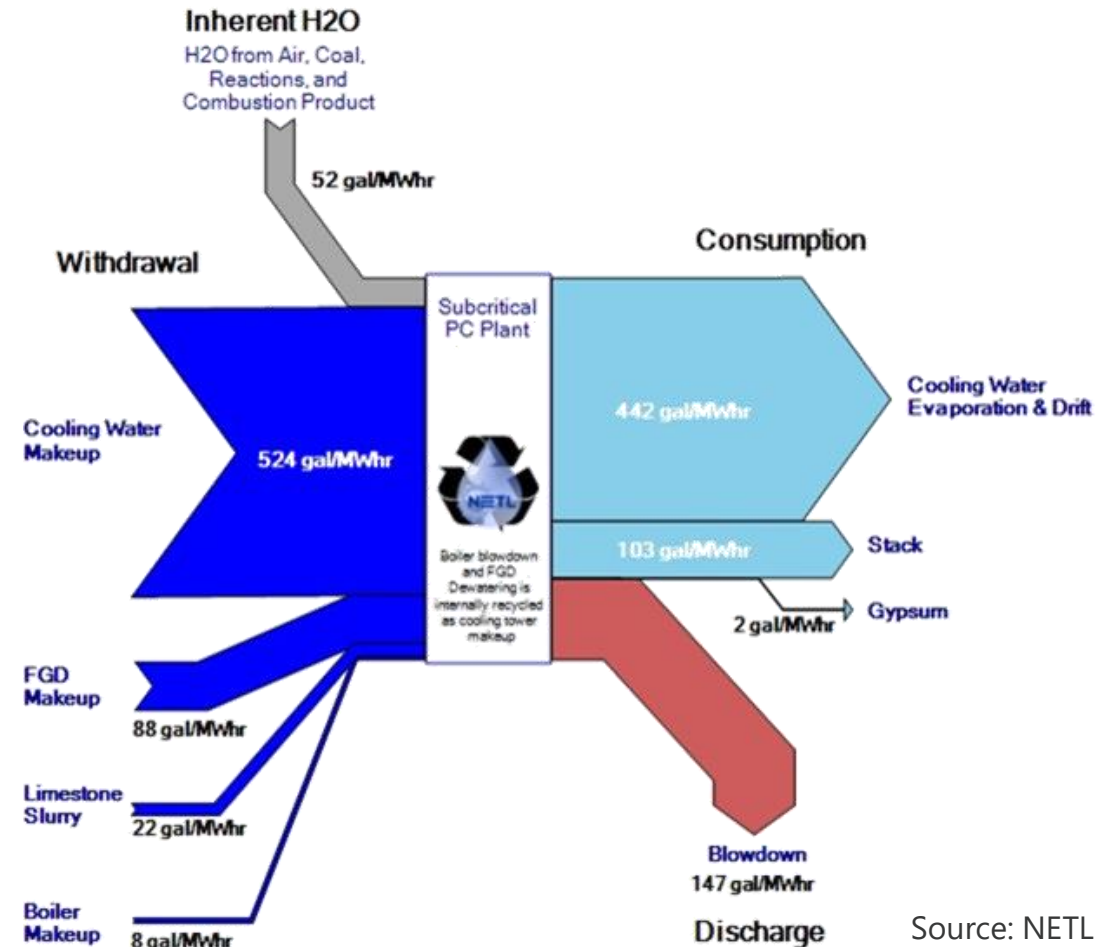 Inherent H2O
H2O from Air, Coal,
Reactions, and
Combustion Product
52 gal/MWhr
Withdrawal
Consumption
Subcritical
PC Plant
Cooling Water
Makeup
524 gal/MWhr
442 gal/MWhr
Cooling Water
Evaporation & Drift
NETL
Boiler blowdown
and FGD
Dewatering is
internally recycled
as cooling tower
makeup
103 gal/MWhr
Stack
2 gal/MWhr
Gypsum
FGD
Makeup
88 gal/MWhr
Limestone
Slurry
22 gal/MWhr
Boiler
Makeup
8 gal/MWhr
Blowdown
147 gal/MWhr
Discharge
Source: NETL